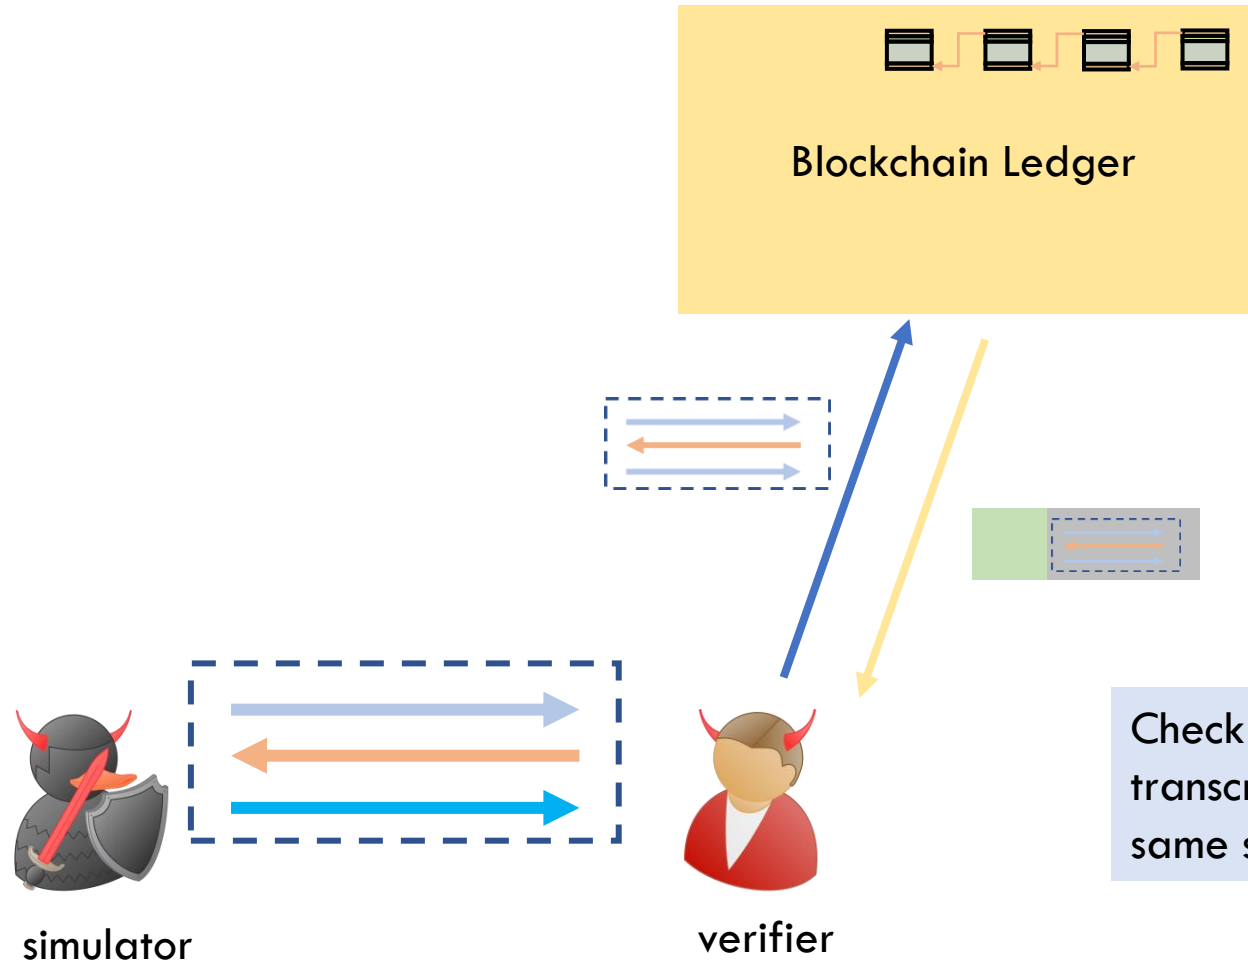 Blockchain Ledger
Check
same
simulator
verifier